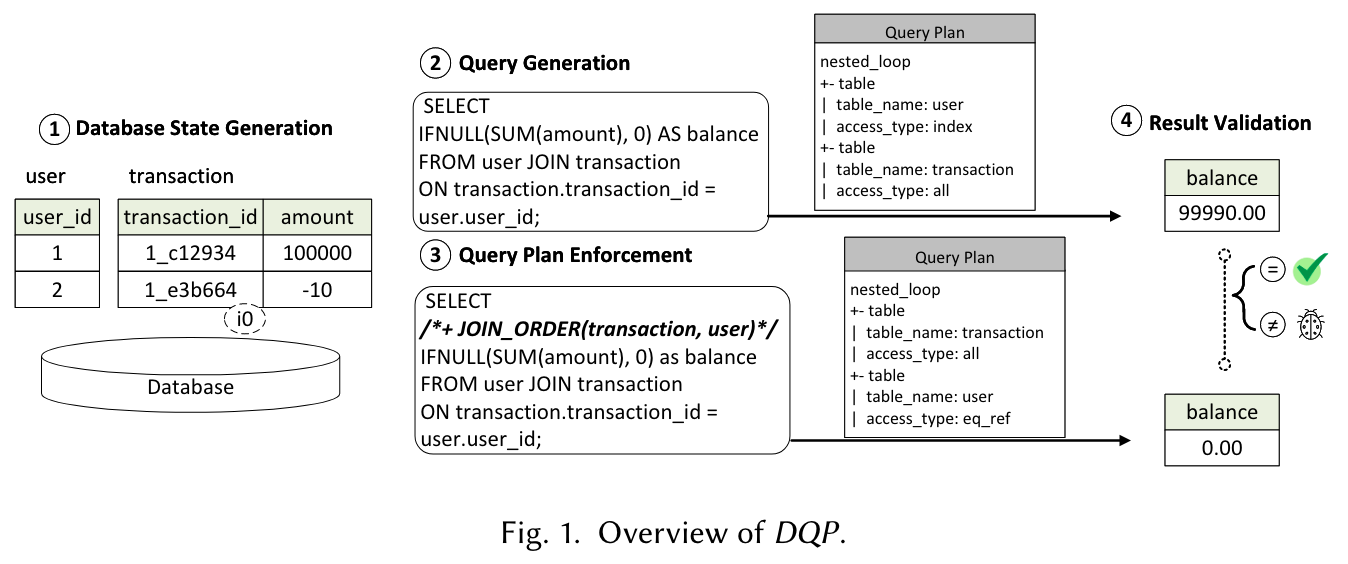 ① Database State Generation
user
user_id
1
2
transaction
transaction_id amount
1_c12934 100000
1_e3b664 -10
i0
Database
② Query Generation
SELECT
IFNULL(SUM(amount), 0) AS balance
FROM user JOIN transaction
ON transaction.transaction_id =
user.user_id;
Query Plan
nested_loop
+- table
| table_name: user
| access_type: index
+- table
| table_name: transaction
| access_type: all
③ Query Plan Enforcement
SELECT
/*+ JOIN_ORDER(transaction, user)*/
IFNULL(SUM(amount), 0) as balance
FROM user JOIN transaction
ON transaction.transaction_id =
user.user_id;
Query Plan
nested_loop
+- table
| table_name: transaction
| access_type: all
+- table
| table_name: user
| access_type: eq_ref
④ Result Validation
balance
99990.00
=
≠
balance
0.00
Fig. 1. Overview of DQP.